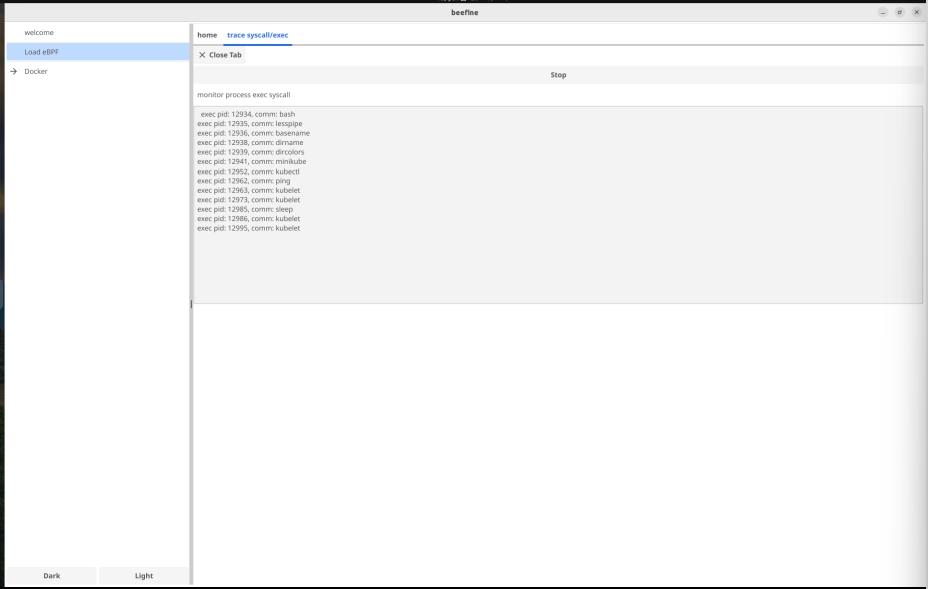 beefine
welcome
Load eBPF
Docker
home trace syscall/exec
Close Tab
Stop
monitor process exec syscall
exec pid: 12934, comm: bash
exec pid: 12935, comm: lesspipe
exec pid: 12936, comm: basename
exec pid: 12938, comm: dirname
exec pid: 12939, comm: dircolors
exec pid: 12941, comm: minikube
exec pid: 12952, comm: kubectl
exec pid: 12962, comm: ping
exec pid: 12963, comm: kubelet
exec pid: 12973, comm: kubelet
exec pid: 12985, comm: sleep
exec pid: 12986, comm: kubelet
exec pid: 12995, comm: kubelet
Dark Light